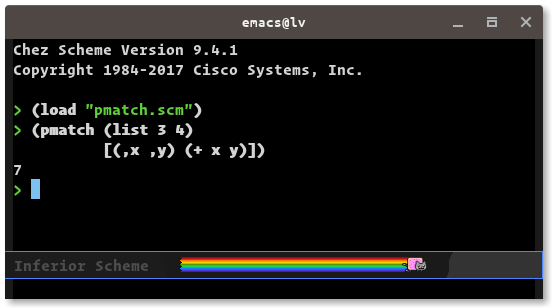 emacs@lv
Chez Scheme Version 9.4.1
Copyright 1984-2017 Cisco Systems, Inc.
> (load "pmatch.scm")
> (pmatch (list 3 4)
[(,x ,y) (+ x y)])
7
>
Inferior Scheme